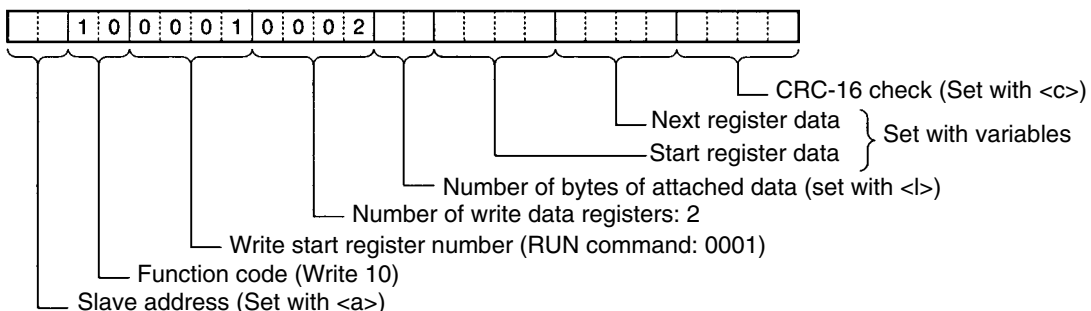 1 0 0 0 0 1 0 0 0 2
CRC-16 check (Set with <c>)
Next register data
Set with variables
Start register data
Number of bytes of attached data (set with <l>)
Number of write data registers: 2
Write start register number (RUN command: 0001)
Function code (Write 10)
Slave address (Set with <a>)